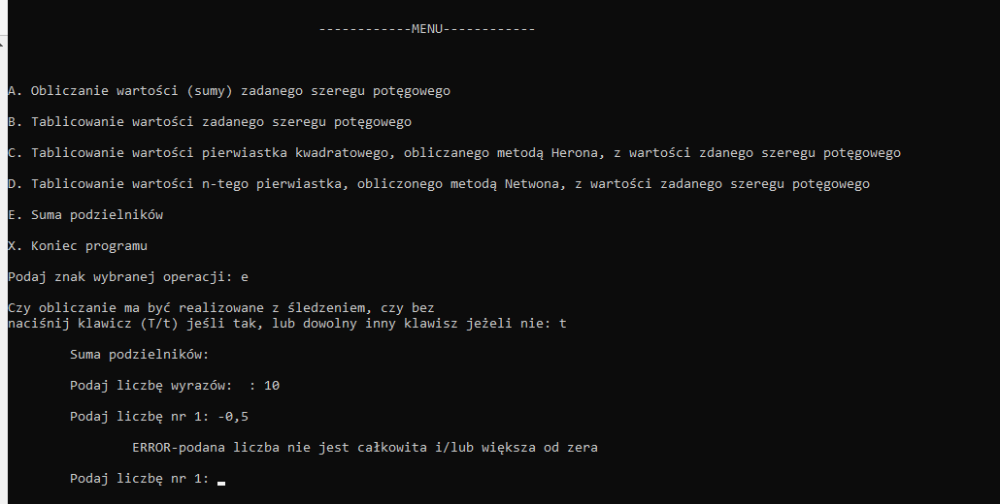 ------------MENU------------
A. Obliczanie wartości (sumy) zadanego szeregu potęgowego
B. Tablicowanie wartości zadanego szeregu potęgowego
C. Tablicowanie wartości pierwiastka kwadratowego, obliczanego metodą Herona, z wartości zdanego szeregu potęgowego
D. Tablicowanie wartości n-tego pierwiastka, obliczonego metodą Netwona, z wartości zadanego szeregu potęgowego
E. Suma podzielników
X. Koniec programu
Podaj znak wybranej operacji: e
Czy obliczanie ma być realizowane z śledzeniem, czy bez
naciśnij klawicz (T/t) jeśli tak, lub dowolny inny klawisz jeżeli nie: t
Suma podzielników:
Podaj liczbę wyrazów:  : 10
Podaj liczbę nr 1: -0,5
ERROR-podana liczba nie jest całkowita i/lub większa od zera
Podaj liczbę nr 1: